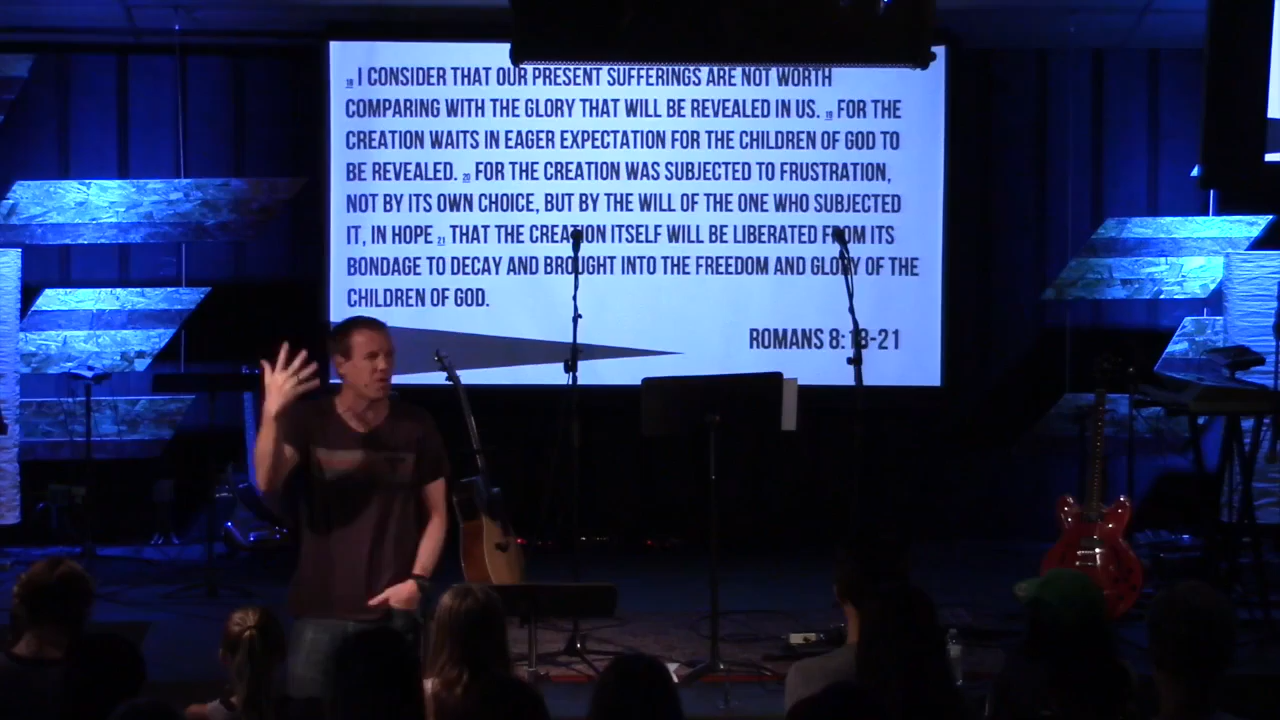 18 I CONSIDER THAT OUR PRESENT SUFFERINGS ARE NOT WORTH
COMPARING WITH THE GLORY THAT WILL BE REVEALED IN US. 19 FOR THE
CREATION WAITS IN EAGER EXPECTATION FOR THE CHILDREN OF GOD TO
BE REVEALED. 20 FOR THE CREATION WAS SUBJECTED TO FRUSTRATION,
NOT BY ITS OWN CHOICE, BUT BY THE WILL OF THE ONE WHO SUBJECTED
IT, IN HOPE 21 THAT THE CREATION ITSELF WILL BE LIBERATED FROM ITS
BONDAGE TO DECAY AND BROUGHT INTO THE FREEDOM AND GLORY OF THE
CHILDREN OF GOD.
ROMANS 8:18-21